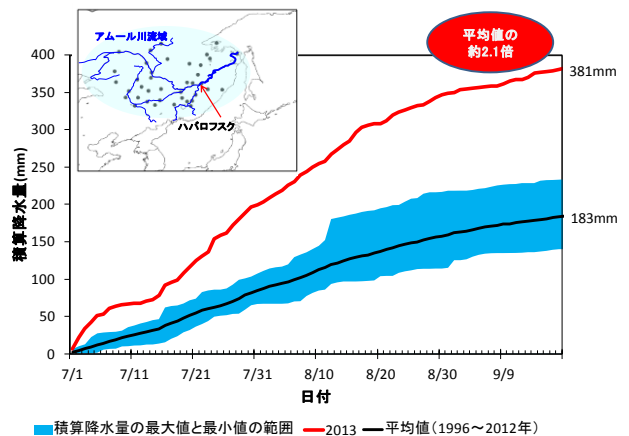 アムール川流域
ハバロフスク
平均値の
約2.1倍
積算降水量(mm)
400
350
300
250
200
150
100
50
0
381mm
183mm
7/1
7/11
7/21
7/31
8/10
8/20
8/30
9/9
日付
積算降水量の最大値と最小値の範囲
2013
平均値(1996～2012年)